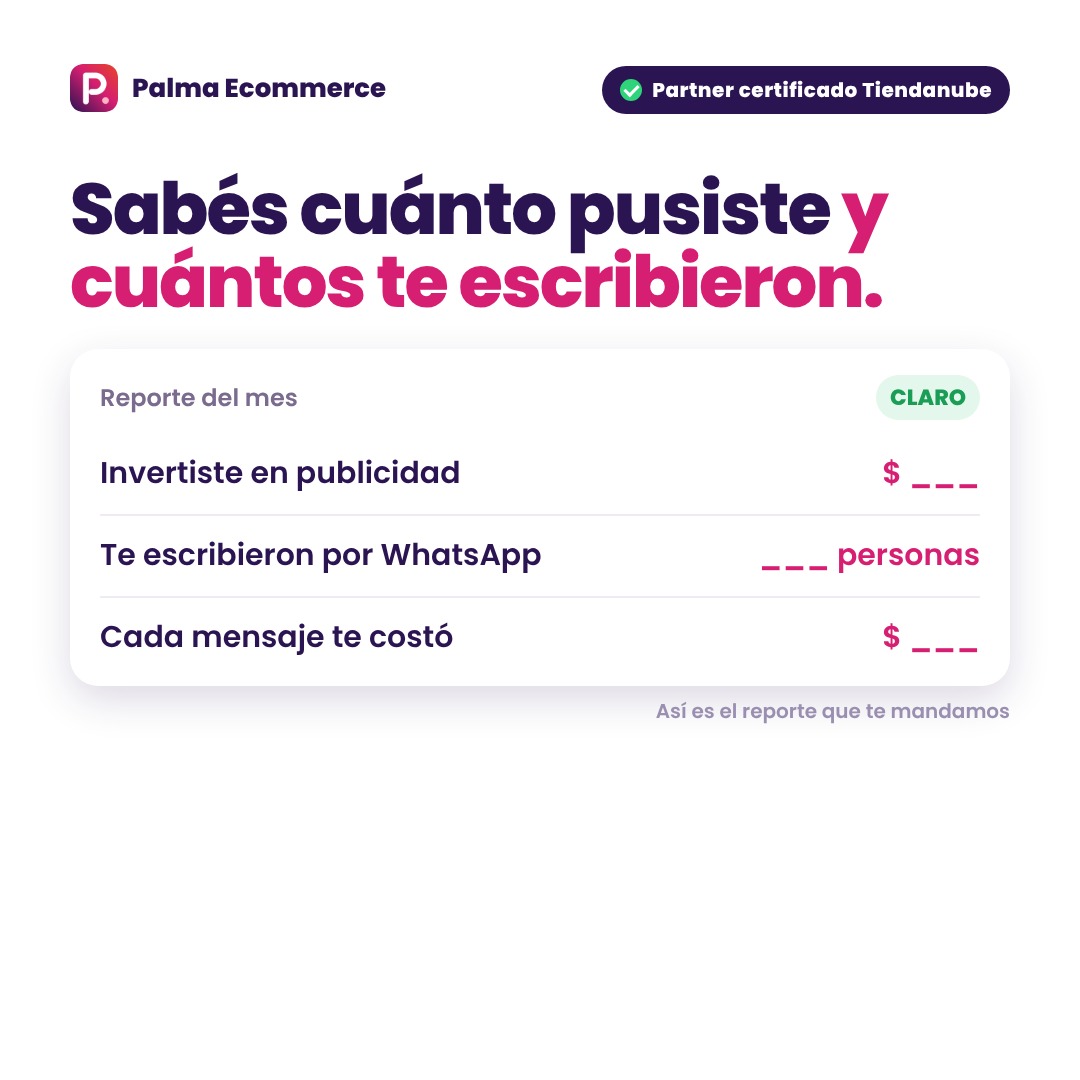 P.
Palma Ecommerce
Partner certificado Tiendanube
Sabés cuánto pusiste y
cuántos te escribieron.
Reporte del mes
CLARO
Invertiste en publicidad
$ _ _ _
Te escribieron por WhatsApp
_ _ _ personas
Cada mensaje te costó
$ _ _ _
Así es el reporte que te mandamos